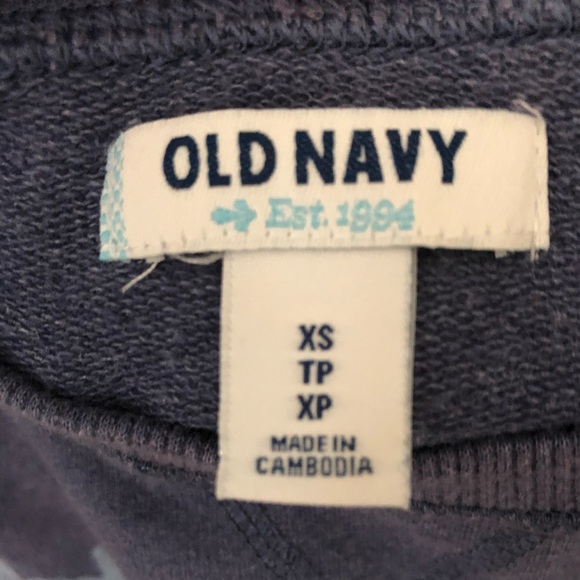 OLD NAVY
Est. 1994
XS
TP
XP
MADE IN
CAMBODIA